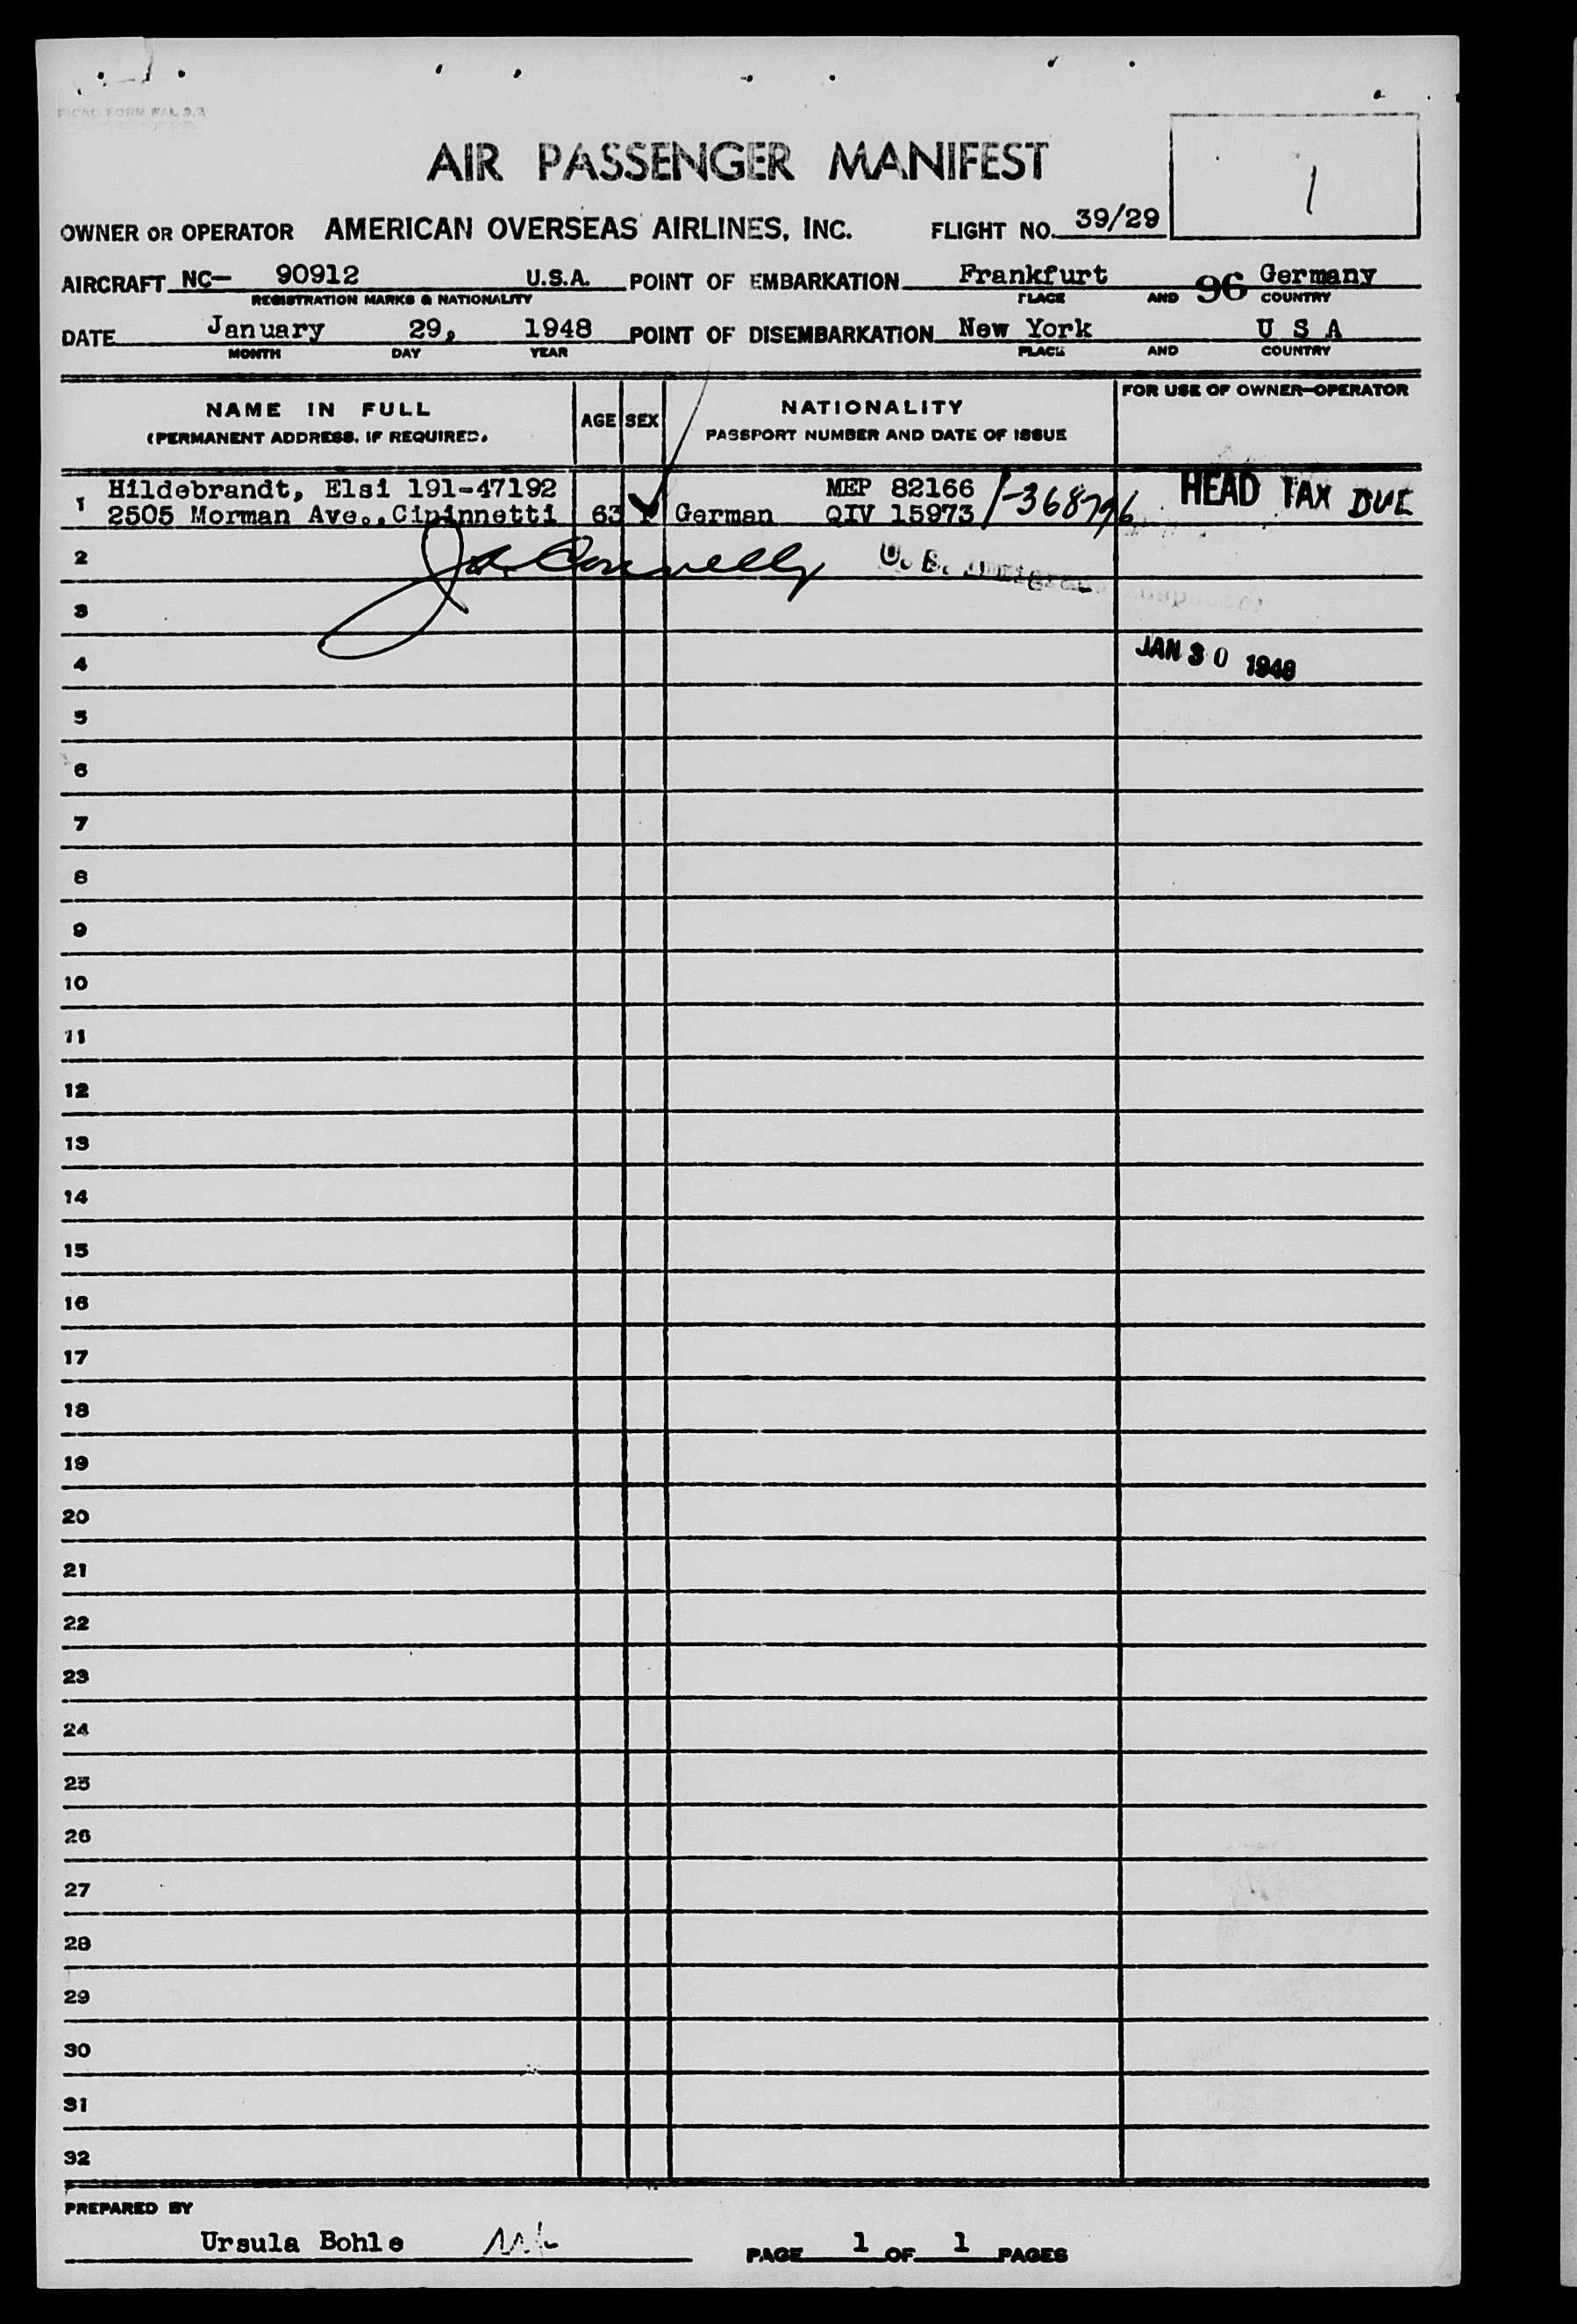 AIR PASSENGER MANIFEST
1
OWNER OR OPERATOR AMERICAN OVERSEAS AIRLINES, INC. FLIGHT NO. 39/29
AIRCRAFT NC- 90912 U.S.A. POINT OF EMBARKATION Frankfurt 96 Germany
REGISTRATION MARKS & NATIONALITY PLACE AND COUNTRY
DATE January 29, 1948 POINT OF DISEMBARKATION New York U S A
MONTH DAY YEAR PLACE AND COUNTRY
NAME IN FULL AGE SEX NATIONALITY FOR USE OF OWNER-OPERATOR
(PERMANENT ADDRESS, IF REQUIRED. PASSPORT NUMBER AND DATE OF ISSUE
1 Hildebrandt, Elsi 191-47192 MEP 82166 HEAD TAX DUE
2505 Morman Ave., Cininnetti 63 German QIV 15973 1-368796
2 Connelly U. S.
3
4 JAN 30 1948
5
6
7
8
9
10
11
12
13
14
15
16
17
18
19
20
21
22
23
24
25
26
27
28
29
30
31
32
PREPARED BY
Ursula Bohle
PAGE 1 OF 1 PAGES